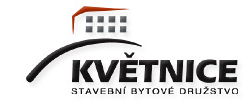 KVĚTNICE
STAVEBNÍ BYTOVÉ DRUŽSTVO